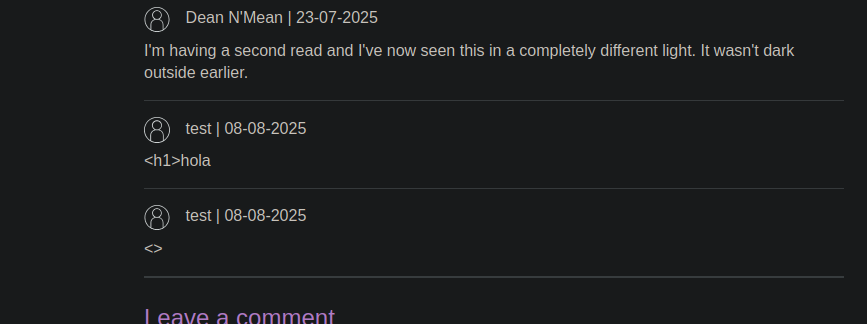 Dean N'Mean | 23-07-2025
I'm having a second read and I've now seen this in a completely different light. It wasn't dark
outside earlier.
test | 08-08-2025
<h1>hola
test | 08-08-2025
<>
Leave a comment